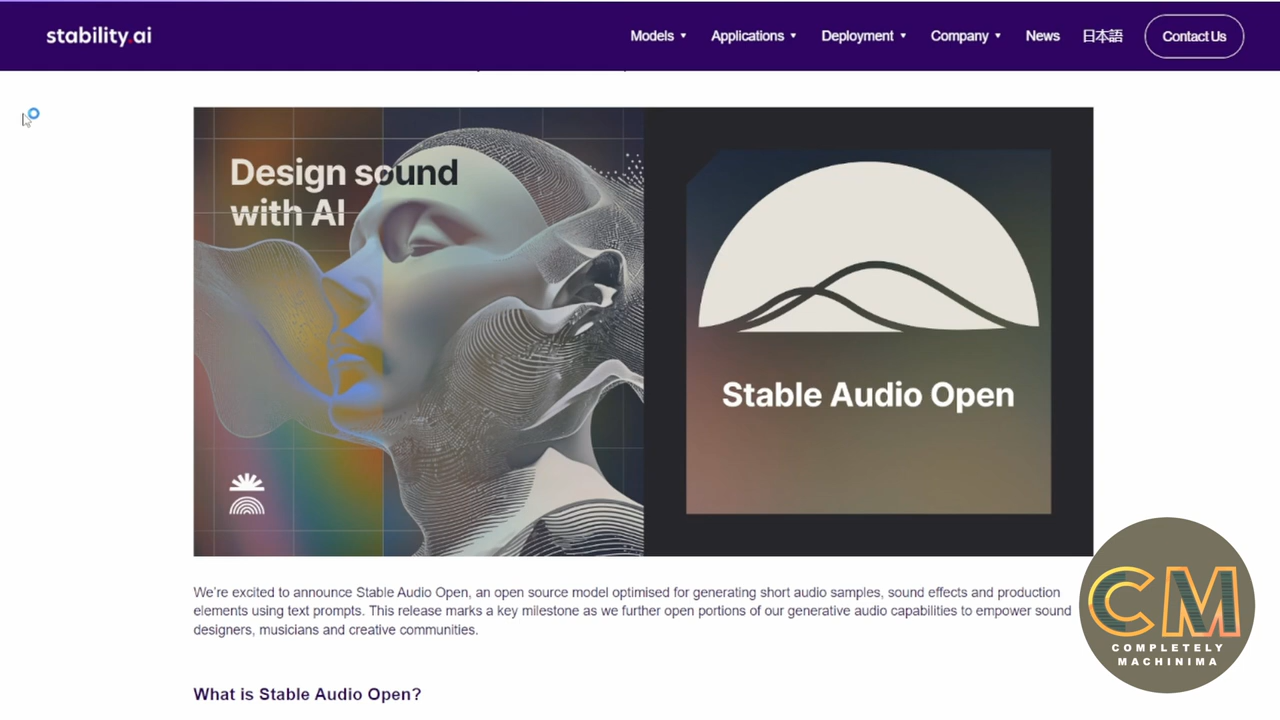 stability.ai
Models
Applications
Deployment
Company
News
日本語
Contact Us
Design sound
with AI
Stable Audio Open
We're excited to announce Stable Audio Open, an open source model optimised for generating short audio samples, sound effects and production
elements using text prompts. This release marks a key milestone as we further open portions of our generative audio capabilities to empower sound
designers, musicians and creative communities.
What is Stable Audio Open?
CM
COMPLETELY
MACHINIMA